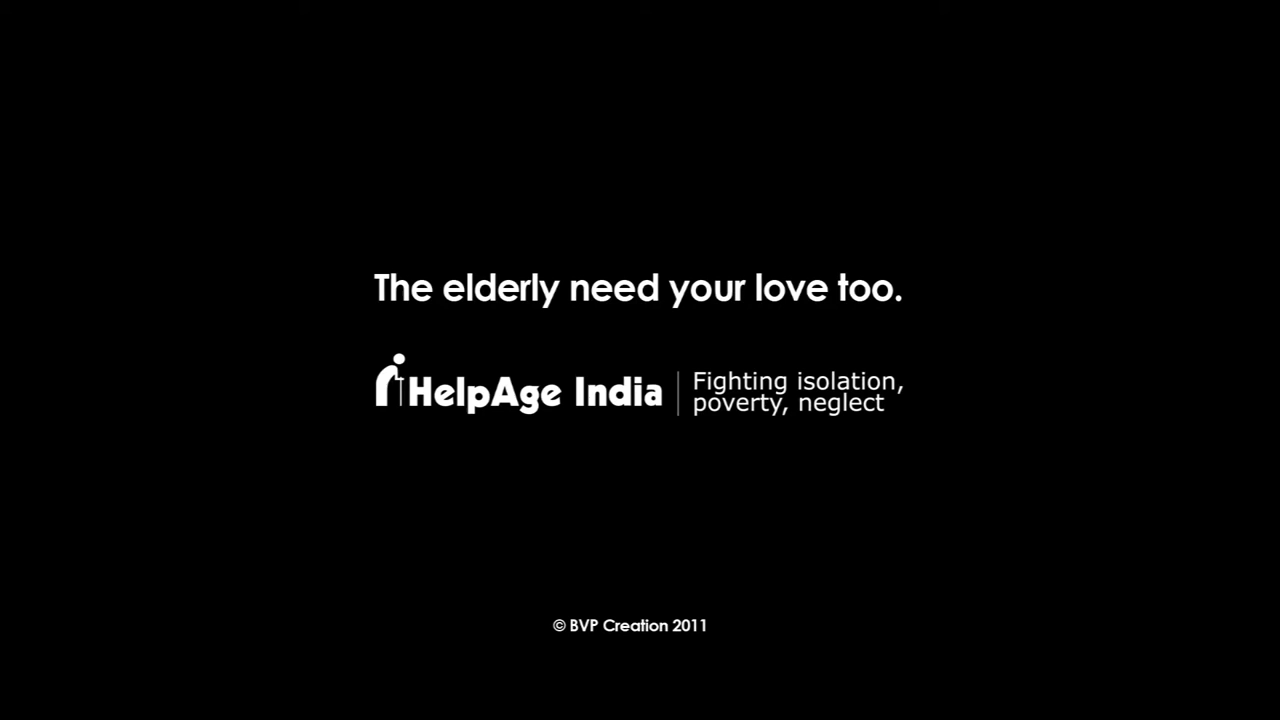 The elderly need your love too.
HelpAge India
Fighting isolation,
poverty, neglect
© BVP Creation 2011